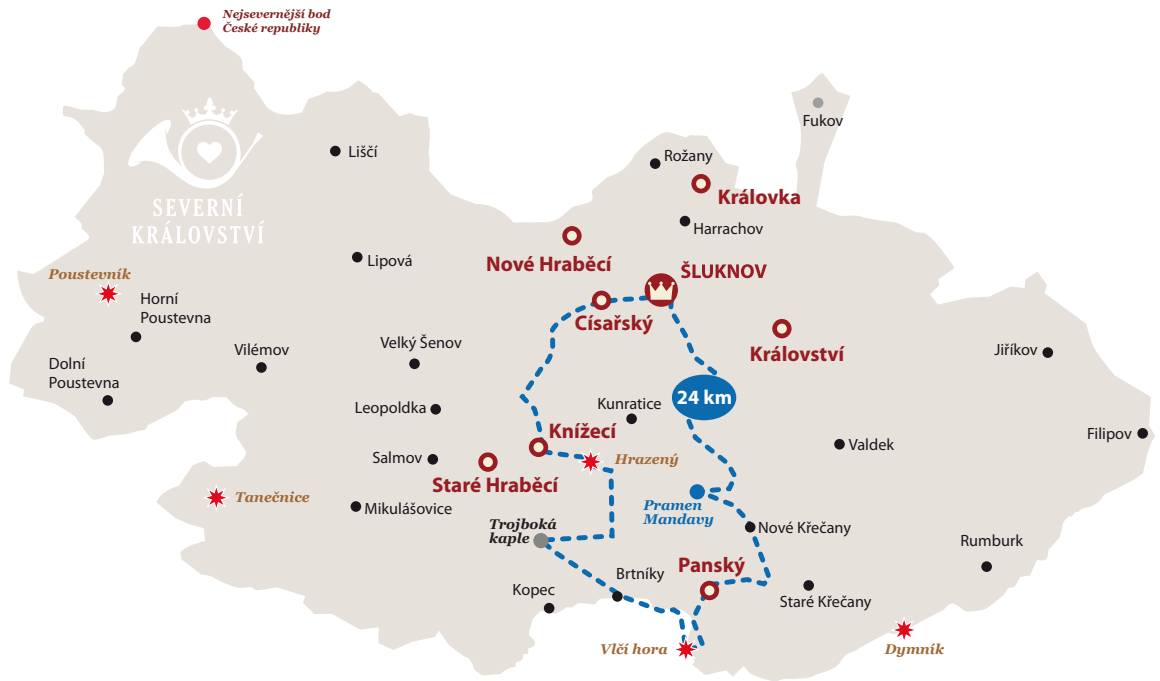 Nejsevernější bod
České republiky
Fukov
Liščí
Rožany
Královka
SEVERNÍ
KRÁLOVSTVÍ
Harrachov
Nové Hraběcí
Lipová
ŠLUKNOV
Poustevník
Horní
Poustevna
Císařský
Království
Velký Šenov
Vilémov
Jiříkov
Dolní
Poustevna
24 km
Leopoldka
Kunratice
Knížecí
Filipov
Valdek
Salmov
Hrazený
Staré Hraběcí
Tanečnice
Mikulášovice
Pramen
Mandavy
Trojboká
kaple
Nové Křečany
Rumburk
Panský
Brtníky
Kopec
Staré Křečany
Vlčí hora
Dymník